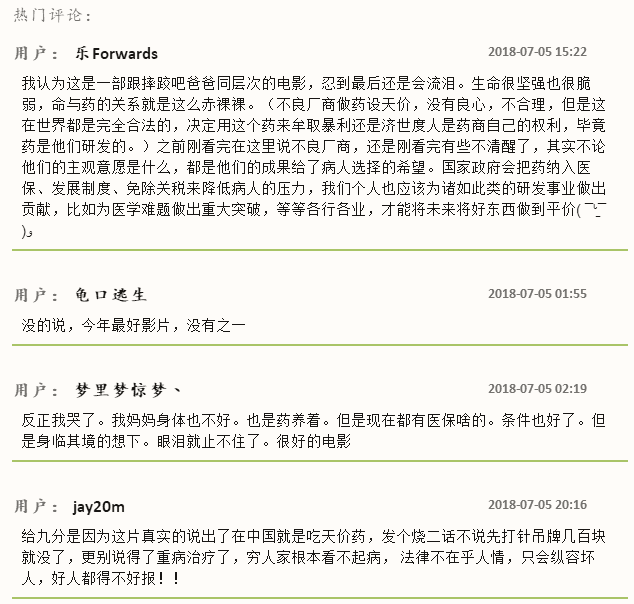 热门评论：
用户： 乐Forwards 2018-07-05 15:22
我认为这是一部跟摔跤吧爸爸同层次的电影，忍到最后还是会流泪。生命很坚强也很脆
弱，命与药的关系就是这么赤裸裸。（不良厂商做药设天价，没有良心，不合理，但是这
在世界都是完全合法的，决定用这个药来牟取暴利还是济世度人是药商自己的权利，毕竟
药是他们研发的。）之前刚看完在这里说不良厂商，还是刚看完有些不清醒了，其实不论
他们的主观意愿是什么，都是他们的成果给了病人选择的希望。国家政府会把药纳入医
保、发展制度、免除关税来降低病人的压力，我们个人也应该为诸如此类的研发事业做出
贡献，比如为医学难题做出重大突破，等等各行各业，才能将未来将好东西做到平价( ¯ᒡ̱¯
)و
用户： 龟口逃生 2018-07-05 01:55
没的说，今年最好影片，没有之一
用户： 梦里梦惊梦丶 2018-07-05 02:19
反正我哭了。我妈妈身体也不好。也是药养着。但是现在都有医保啥的。条件也好了。但
是身临其境的想下。眼泪就止不住了。很好的电影
用户： jay20m 2018-07-05 20:16
给九分是因为这片真实的说出了在中国就是吃天价药，发个烧二话不说先打针吊牌几百块
就没了，更别说得了重病治疗了，穷人家根本看不起病， 法律不在乎人情，只会纵容坏
人，好人都得不好报！！